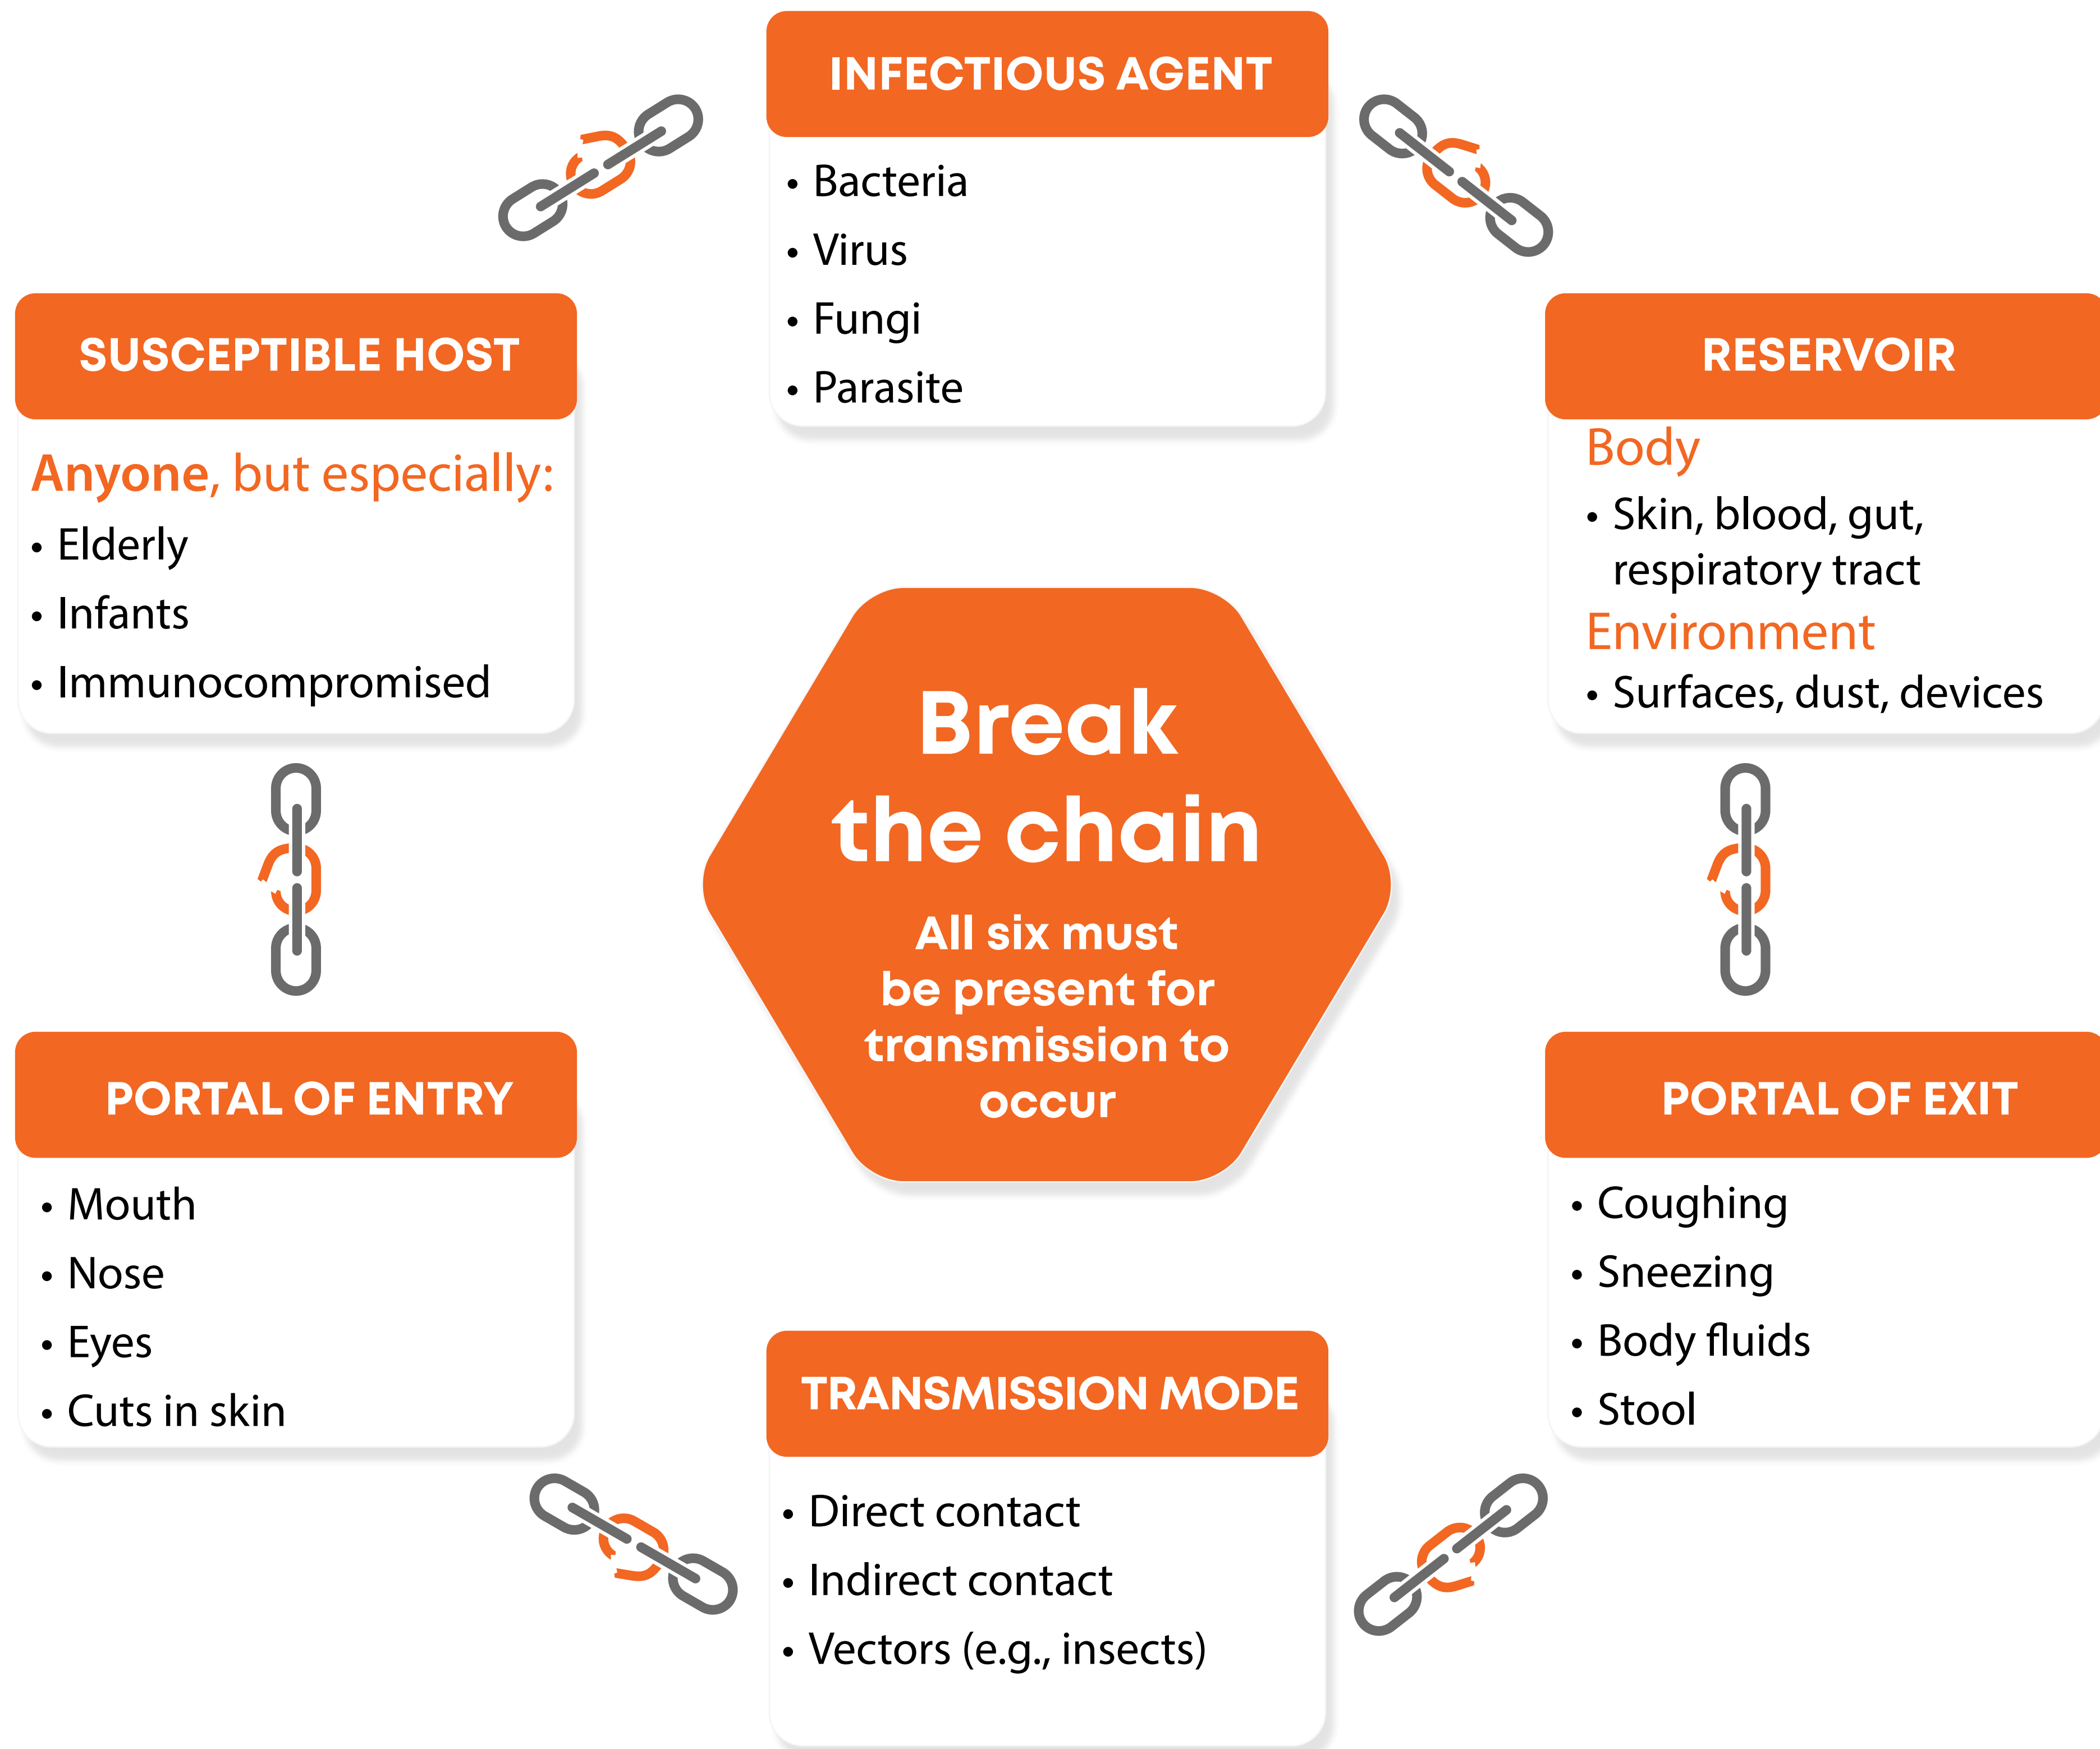 INFECTIOUS AGENT
• Bacteria
• Virus
• Fungi
• Parasite
SUSCEPTIBLE HOST
Anyone, but especially:
• Elderly
• Infants
• Immunocompromised
RESERVOIR
Body
• Skin, blood, gut,
respiratory tract
Environment
• Surfaces, dust, devices
Break
the chain
All six must
be present for
transmission to
occur
PORTAL OF ENTRY
• Mouth
• Nose
• Eyes
• Cuts in skin
PORTAL OF EXIT
• Coughing
• Sneezing
• Body fluids
• Stool
TRANSMISSION MODE
• Direct contact
• Indirect contact
• Vectors (e.g., insects)